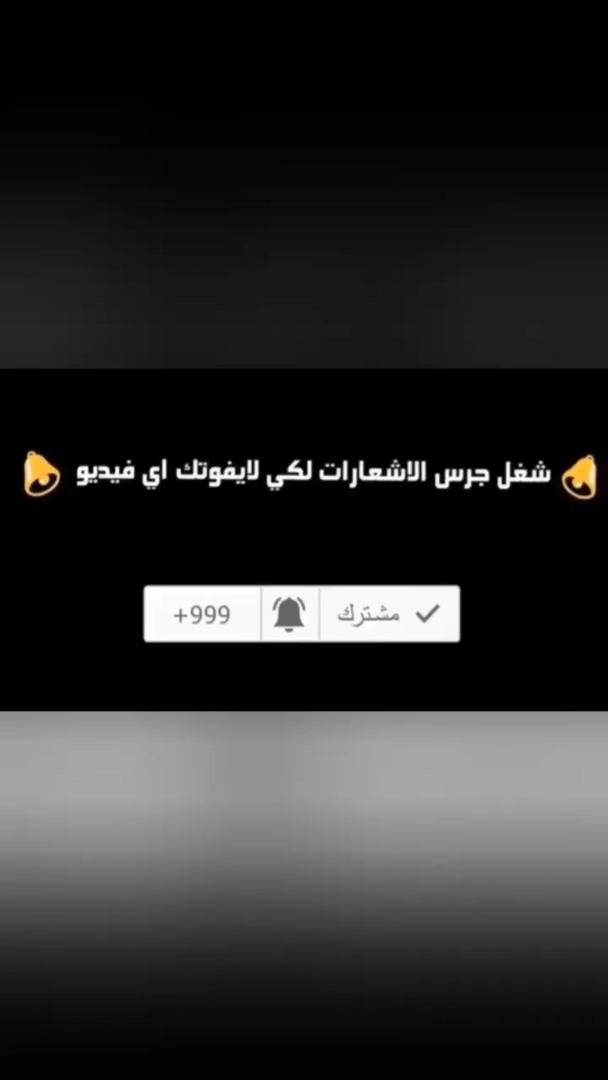 شغل جرس الاشعارات لكي لايفوتك اي فيديو
مشترك +999